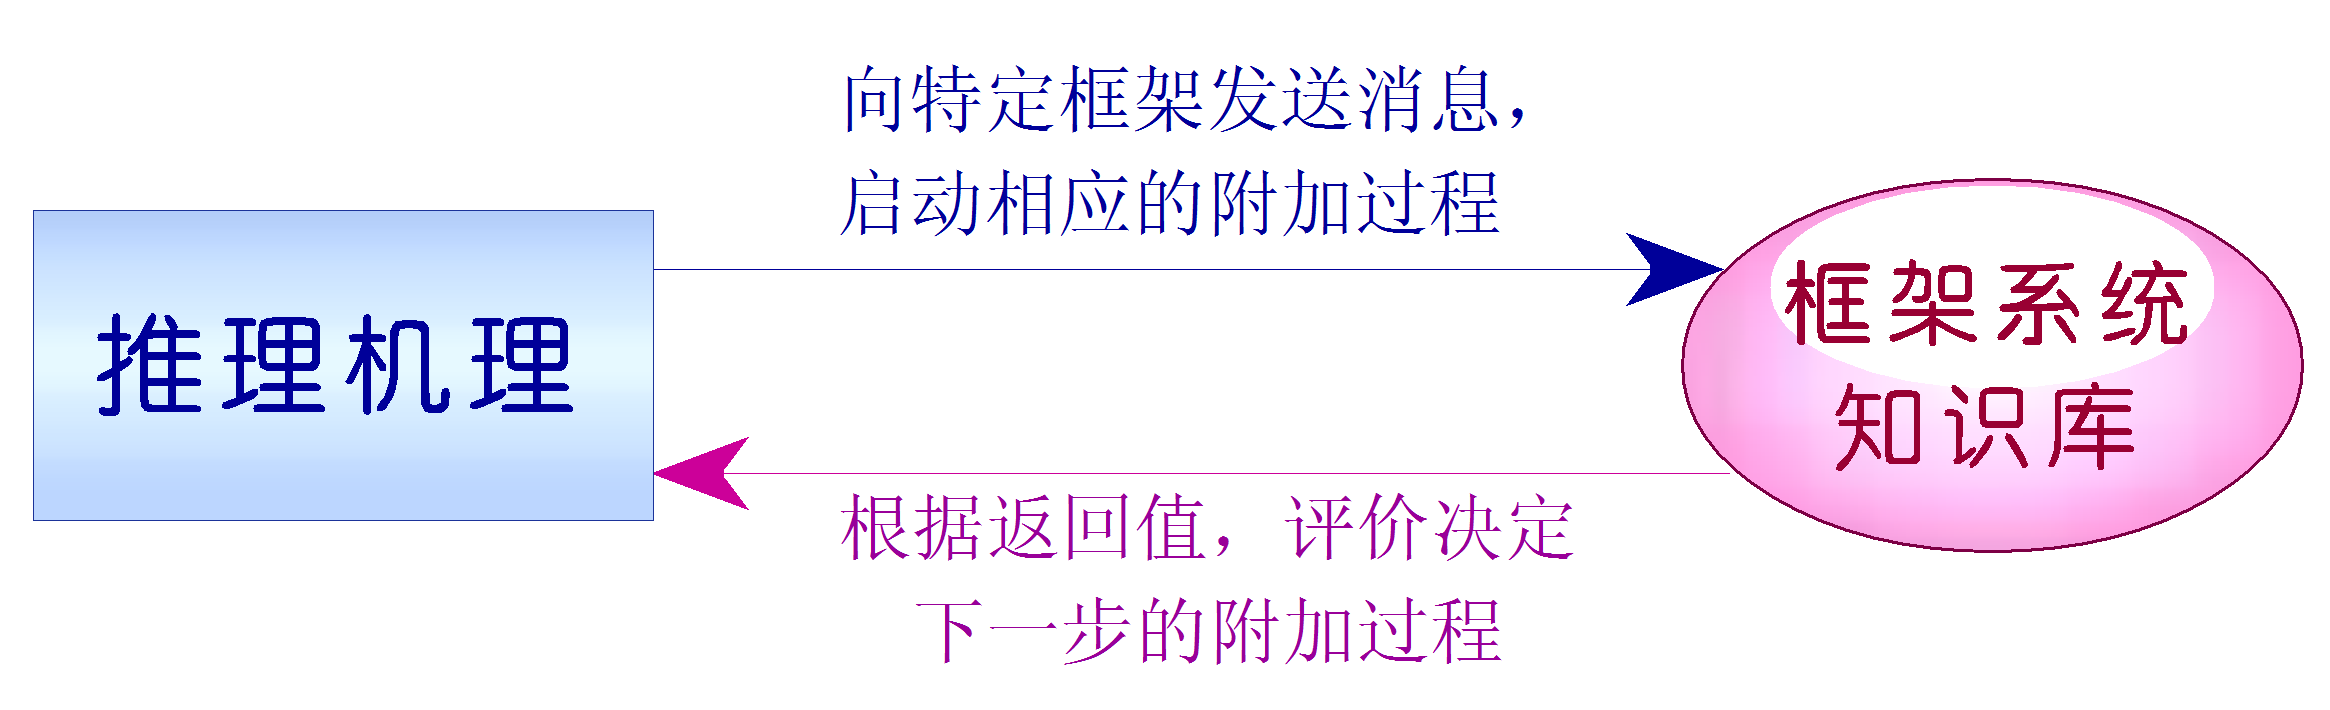 向特定框架发送消息，
启动相应的附加过程
推理机理
框架系统
知识库
根据返回值，评价决定
下一步的附加过程